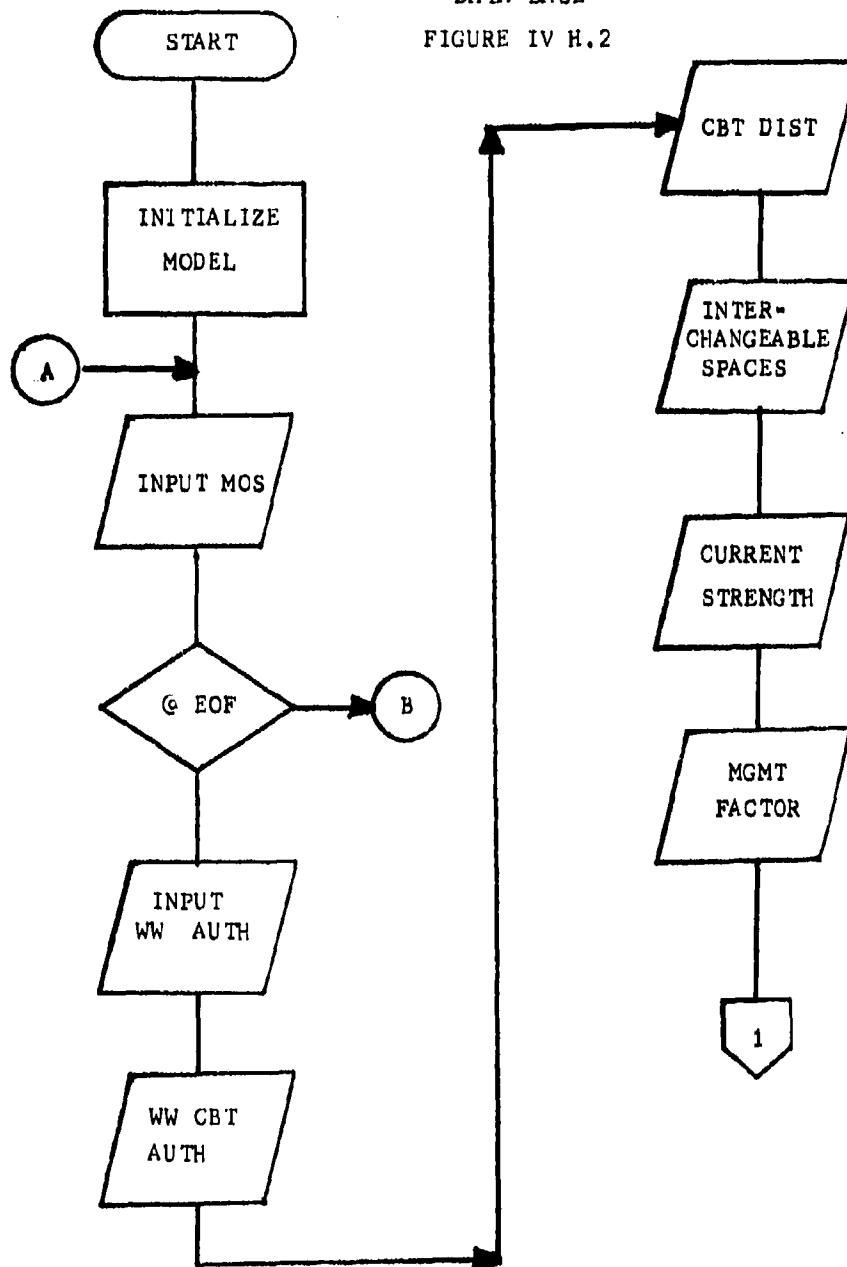 FIGURE IV H.2
START
INITIALIZE
MODEL
A
INPUT MOS
@ EOF
B
INPUT
WW AUTH
WW CBT
AUTH
CBT DIST
INTER-
CHANGEABLE
SPACES
CURRENT
STRENGTH
MGMT
FACTOR
1